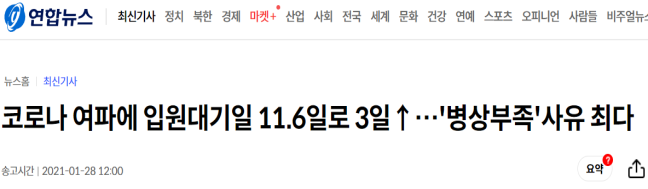 연합뉴스 최신기사 정치 북한 경제 마켓+ 산업 사회 전국 세계 문화 건강 연예 스포츠 오피니언 사람들 비주얼뉴스
뉴스홈 최신기사
코로나 여파에 입원대기일 11.6일로 3일↑…'병상부족'사유 최다
송고시간 | 2021-01-28 12:00
요약 ?